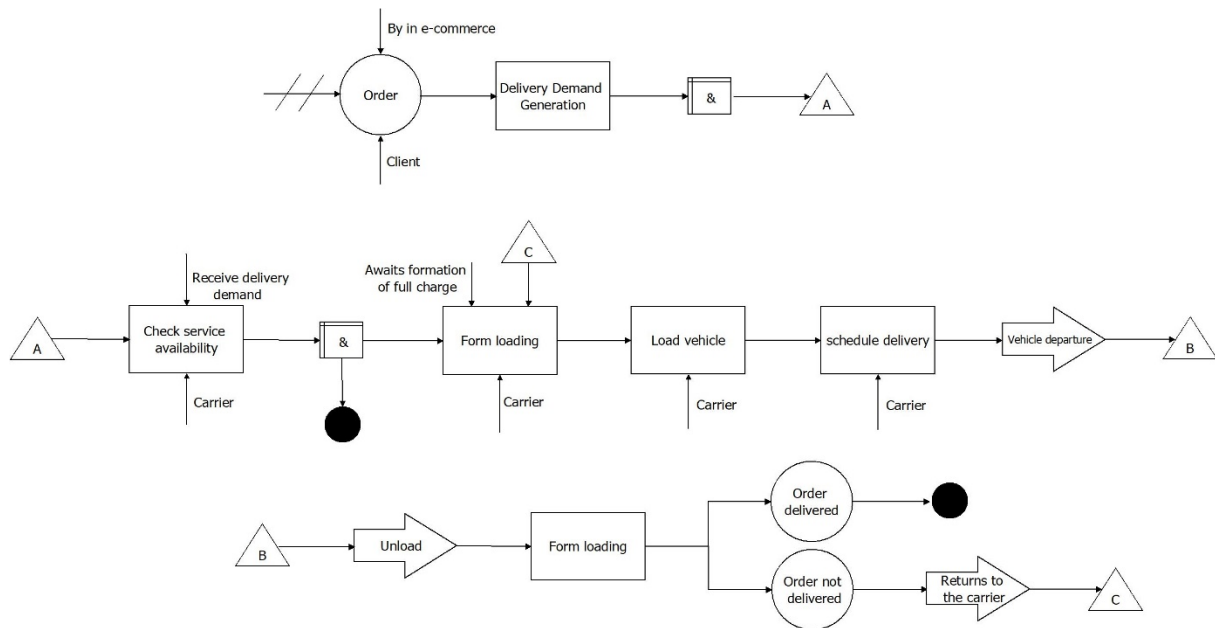 By in e-commerce
Order
Delivery Demand
Generation
&
A
Client
C
Awaits formation
of full charge
Receive delivery
demand
A
Check service
availability
&
Form loading
Load vehicle
schedule delivery
Vehicle departure
B
Carrier
Carrier
Carrier
Carrier
Order
delivered
B
Unload
Form loading
Order not
delivered
Returns to
the carrier
C